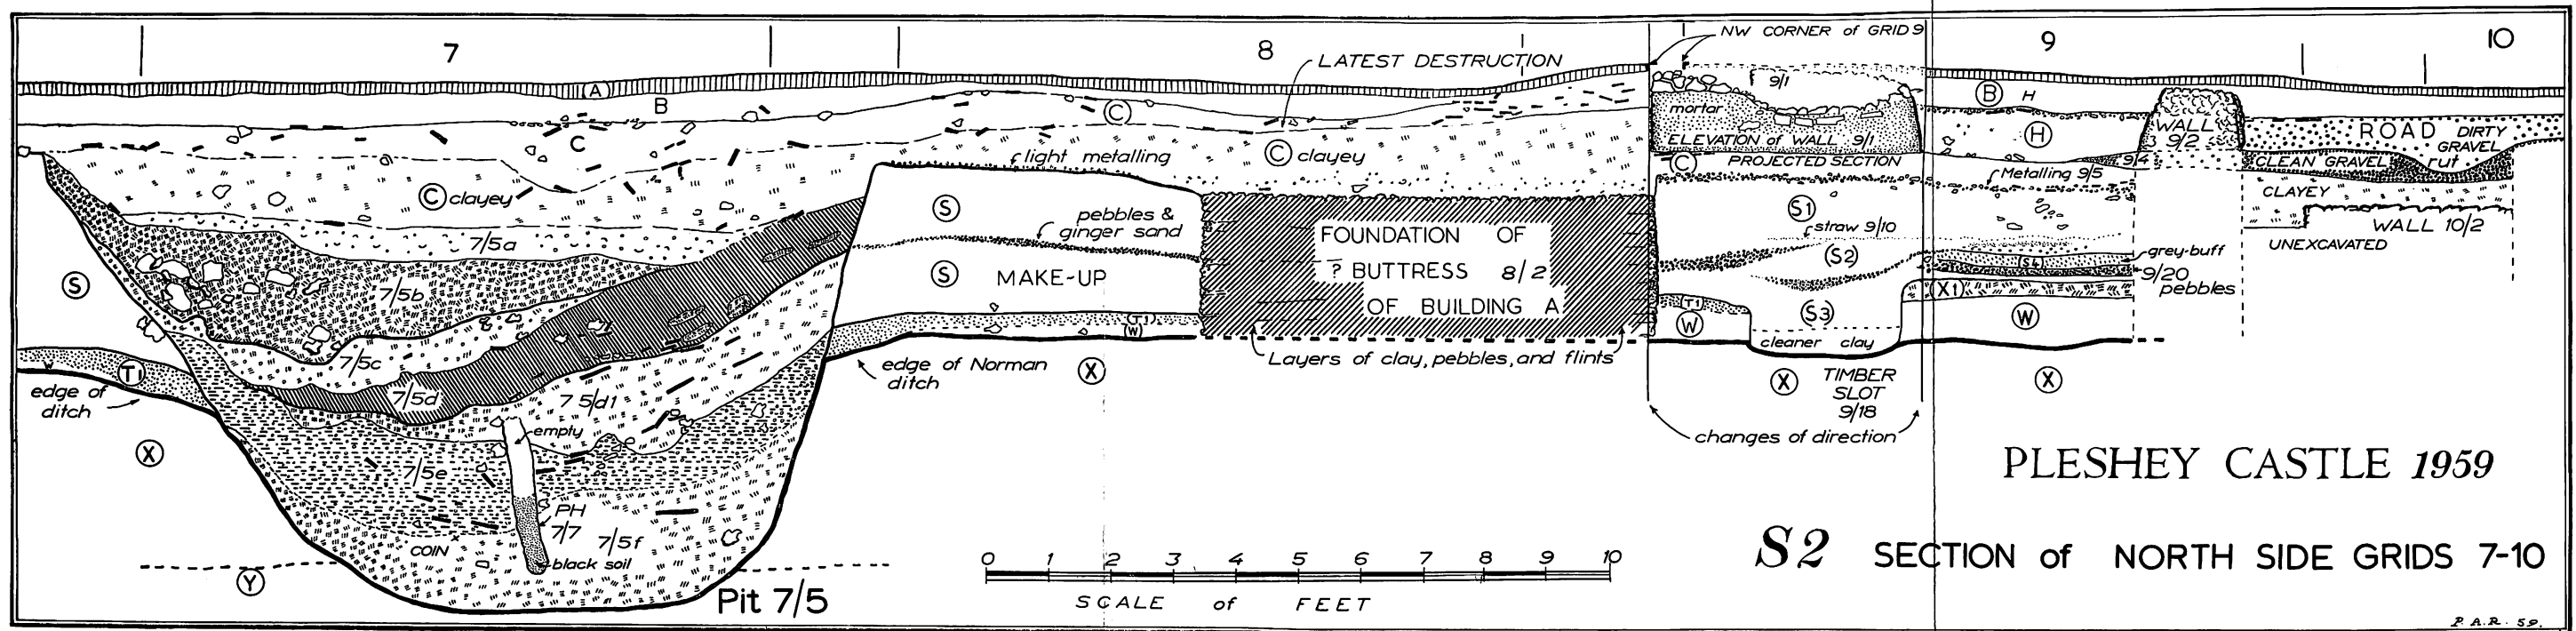 7
8
9
10
NW CORNER of GRID 9
LATEST DESTRUCTION
A
B
C
C
9/1
mortar
ELEVATION of WALL 9/1
B
H
H
WALL
9/2
ROAD
DIRTY
GRAVEL
CLEAN GRAVEL
rut
9/4
light metalling
C clayey
C
PROJECTED SECTION
Metalling 9/5
C clayey
CLAYEY
WALL 10/2
UNEXCAVATED
S
pebbles &
ginger sand
S
MAKE-UP
FOUNDATION OF
? BUTTRESS 8/2
OF BUILDING A
S1
straw 9/10
S2
S3
S4
grey-buff
9/20
pebbles
X1
T1
W
W
cleaner clay
7/5a
7/5b
7/5c
7/5d
7 5/d1
7/5e
7/5f
S
W
T1
edge of
ditch
T1
W
edge of Norman
ditch
X
Layers of clay, pebbles, and flints
X
TIMBER
SLOT
9/18
X
changes of direction
empty
X
PH
7/7
COIN
x
black soil
Y
Pit 7/5
0 1 2 3 4 5 6 7 8 9 10
SCALE of FEET
PLESHEY CASTLE 1959
S2 SECTION of NORTH SIDE GRIDS 7-10
P.A.R. 59.